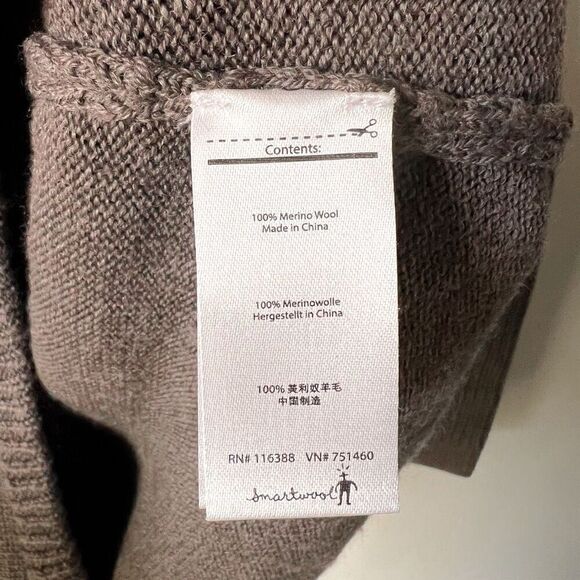 Contents:
100% Merino Wool
Made in China
100% Merinowolle
Hergestellt in China
100% 美利奴羊毛
中国制造
RN# 116388 VN# 751460
Smartwool